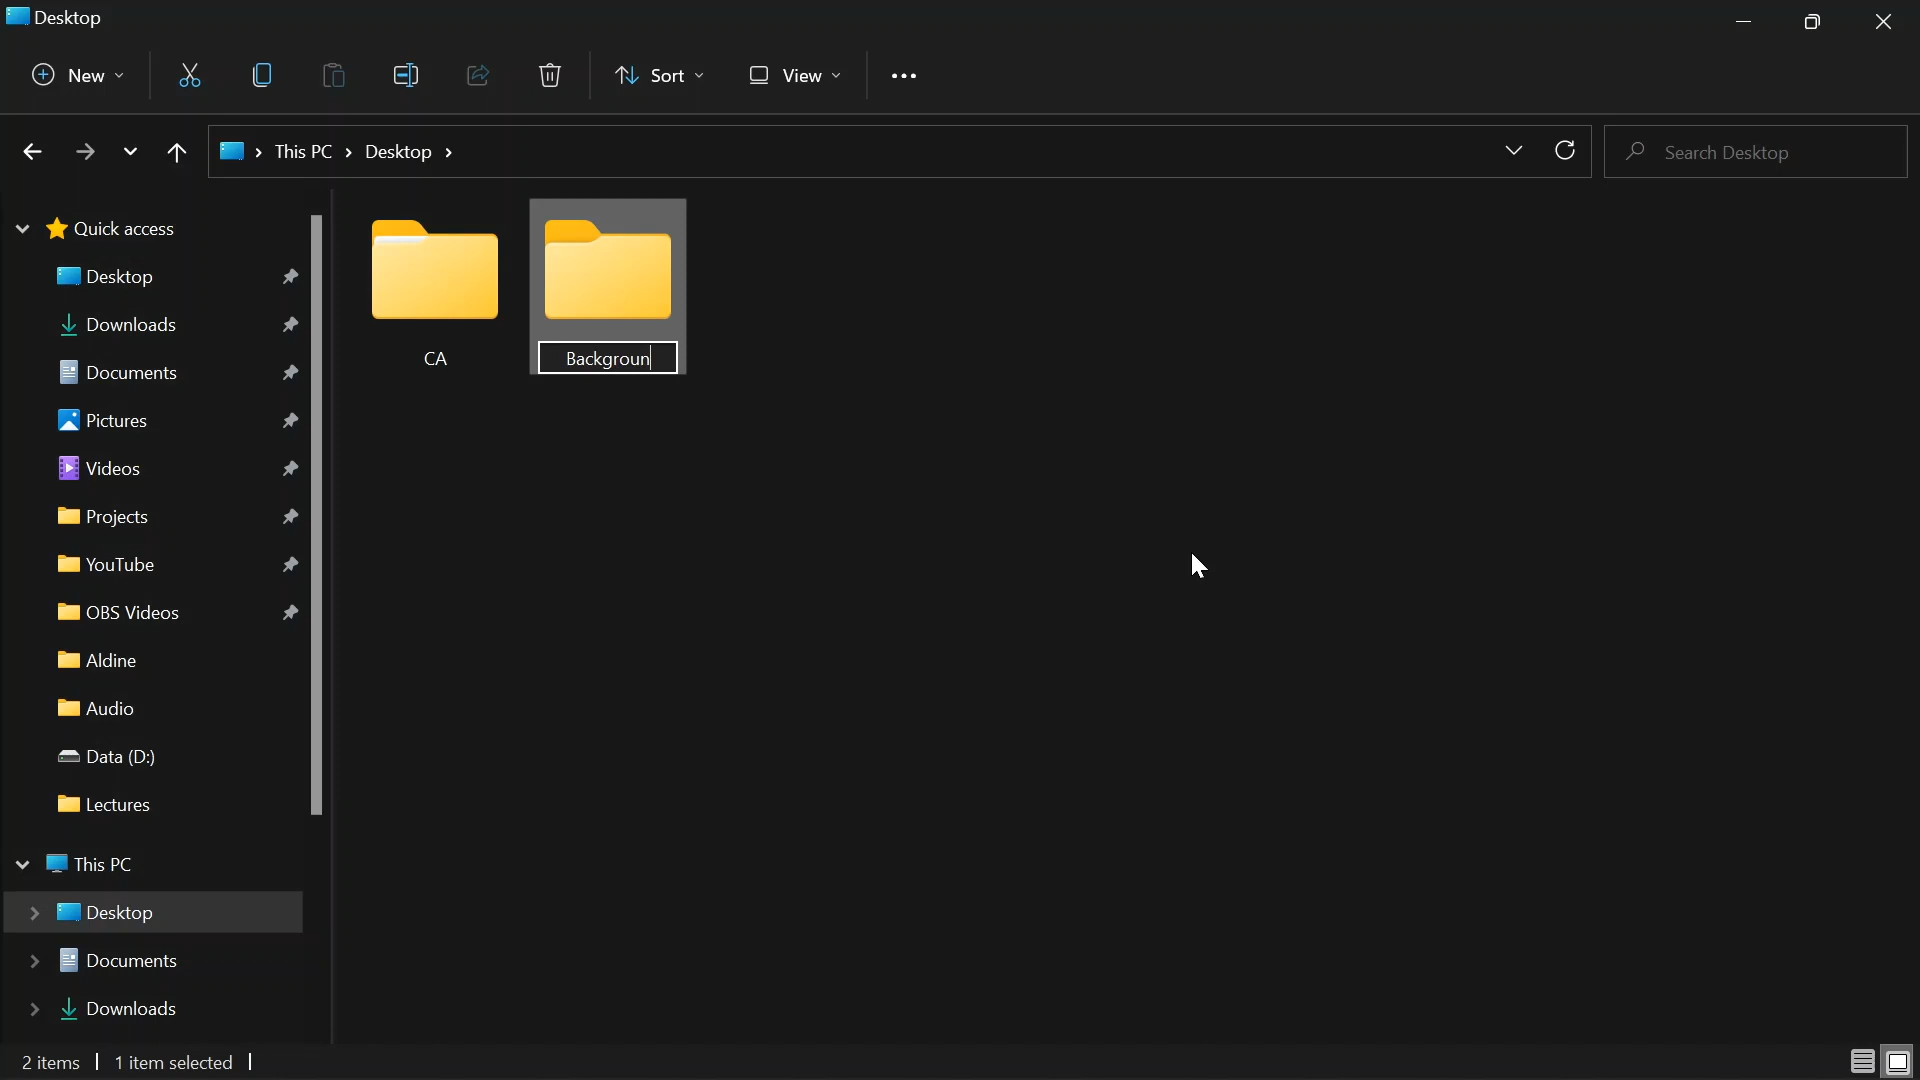 Desktop
New
Sort
View
This PC
Desktop
Search Desktop
Quick access
Desktop
Downloads
Documents
Pictures
Videos
Projects
YouTube
OBS Videos
Aldine
Audio
Data (D:)
Lectures
This PC
Desktop
Documents
Downloads
CA
Backgroun
2 items
1 item selected